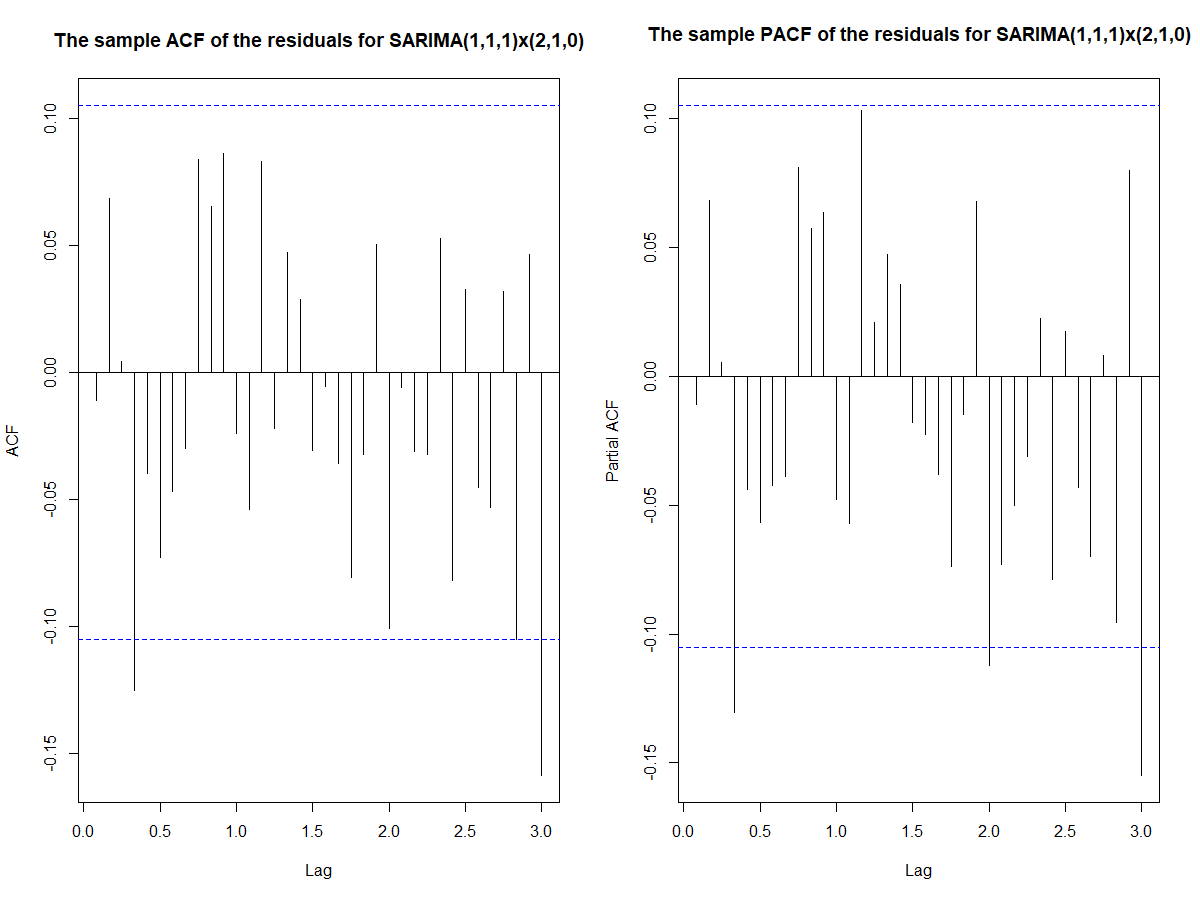 The sample ACF of the residuals for SARIMA(1,1,1)x(2,1,0)
ACF
0.10
0.05
0.00
-0.05
-0.10
-0.15
0.0 0.5 1.0 1.5 2.0 2.5 3.0
Lag
The sample PACF of the residuals for SARIMA(1,1,1)x(2,1,0)
Partial ACF
0.10
0.05
0.00
-0.05
-0.10
-0.15
0.0 0.5 1.0 1.5 2.0 2.5 3.0
Lag